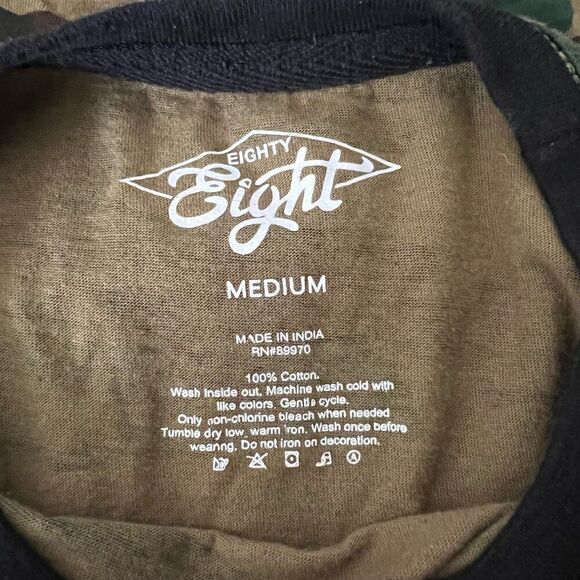 EIGHTY
Eight
MEDIUM
MADE IN INDIA
RN#89970
100% Cotton.
Wash Inside out. Machine wash cold with
like colors. Gentle cycle.
Only non-chlorine bleach when needed
Tumble dry low, warm iron. Wash once before
wearing. Do not iron on decoration.
A